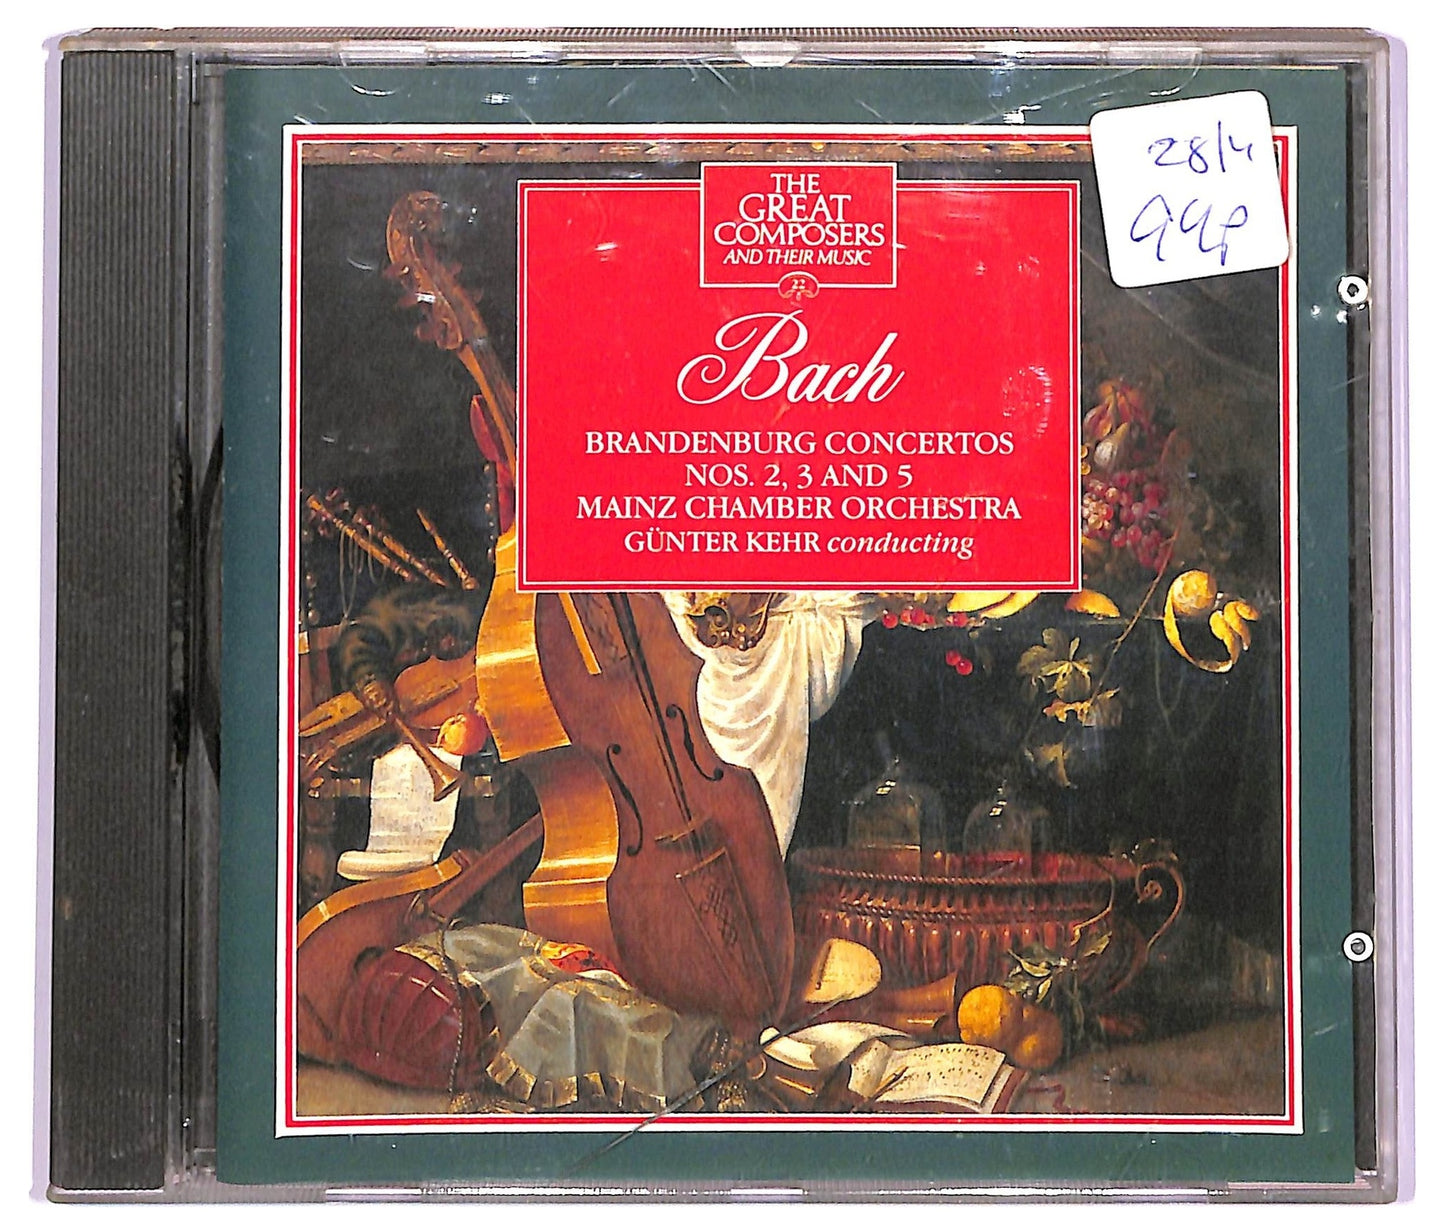 28/4
99p
THE
GREAT
COMPOSERS
AND THEIR MUSIC
22
Bach
BRANDENBURG CONCERTOS
NOS. 2, 3 AND 5
MAINZ CHAMBER ORCHESTRA
GÜNTER KEHR conducting